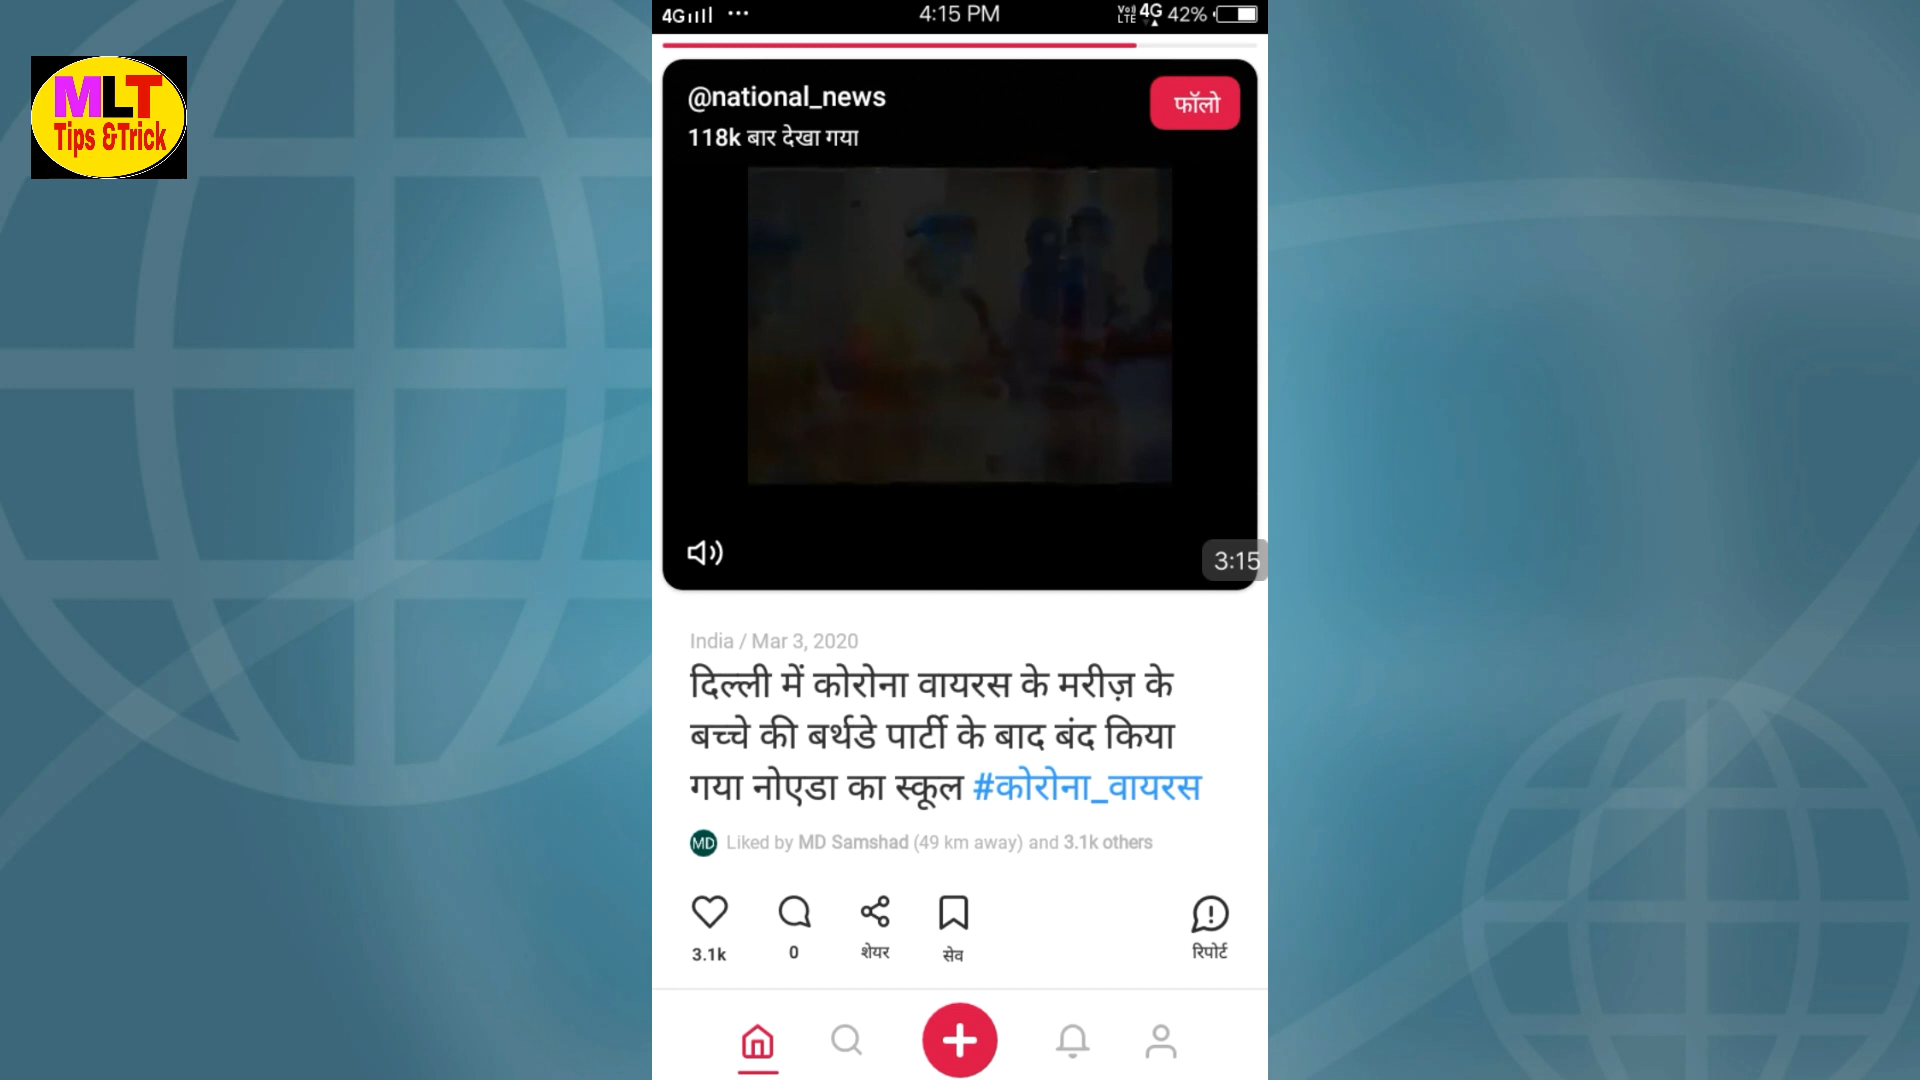 4G 4:15 PM VoI) LTE 4G 42%
MLT
Tips &Trick
@national_news
फॉलो
118k बार देखा गया
3:15
India / Mar 3, 2020
दिल्ली में कोरोना वायरस के मरीज़ के
बच्चे की बर्थडे पार्टी के बाद बंद किया
गया नोएडा का स्कूल #कोरोना_वायरस
MD Liked by MD Samshad (49 km away) and 3.1k others
3.1k 0 शेयर सेव रिपोर्ट